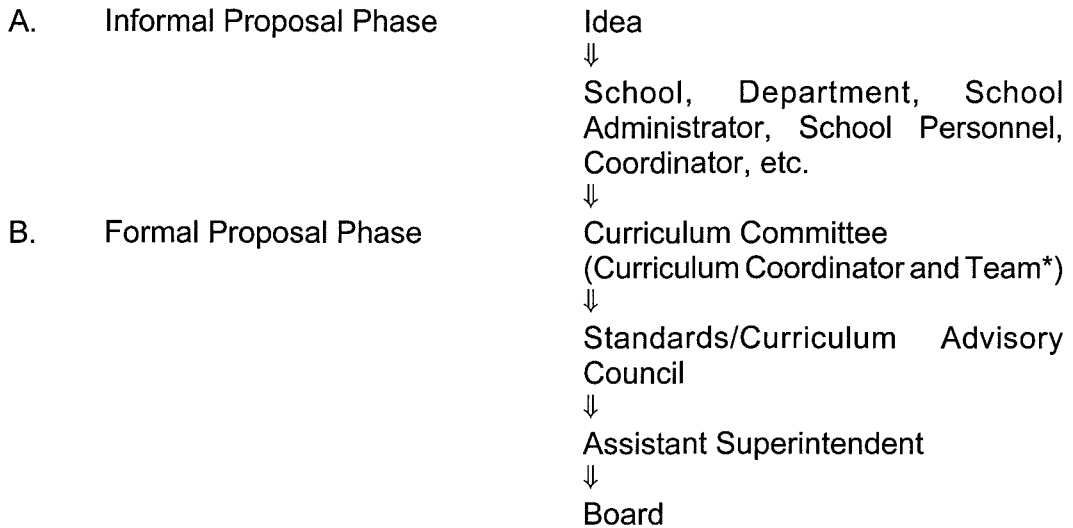 A. Informal Proposal Phase Idea
⇓
School, Department, School
Administrator, School Personnel,
Coordinator, etc.
⇓
B. Formal Proposal Phase Curriculum Committee
(Curriculum Coordinator and Team*)
⇓
Standards/Curriculum Advisory
Council
⇓
Assistant Superintendent
⇓
Board